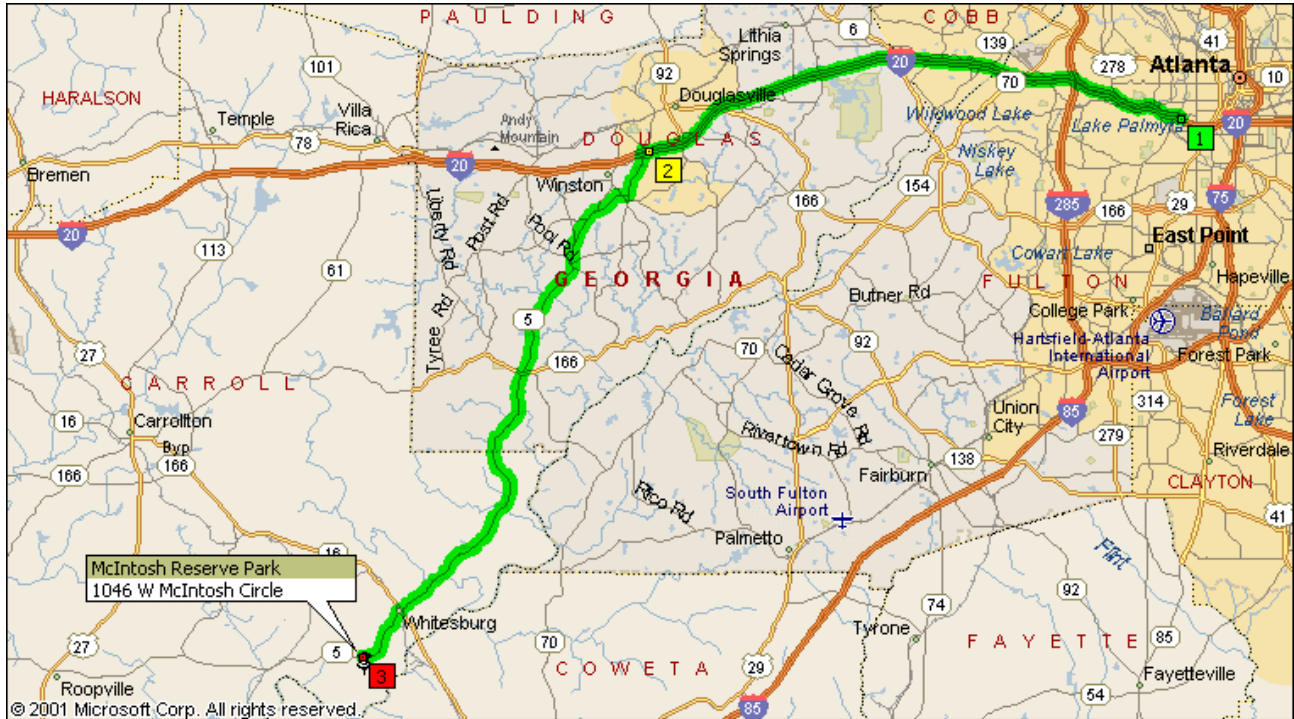 PAULDING
COBB
Lithia
Springs
6
139
41
101
92
20
278
Atlanta
HARALSON
70
10
Temple
Villa
Rica
Andy
Mountain
Douglasville
Wildwood Lake
Lake Palmyra
20
78
DOUGLAS
1
Bremen
20
2
Niskey
Lake
Winston
154
Liberty Rd
Post Rd
Pool Rd
166
285
166
29
75
20
113
East Point
61
Cowart Lake
GEORGIA
FULTON
Hapeville
Tyree Rd
Butner Rd
College Park
Ballard
Pond
5
Hartsfield-Atlanta
International
Airport
27
70
92
Forest Park
166
Cedar Grove Rd
CARROLL
314
Forest
Lake
16
Carrollton
85
Union
City
Byp
279
Rivertown Rd
Riverdale
166
166
138
Fairburn
CLAYTON
Rico Rd
South Fulton
Airport
41
Palmetto
Flint
16
McIntosh Reserve Park
1046 W McIntosh Circle
92
74
Whitesburg
Tyrone
85
27
5
70
FAYETTE
3
COWETA
29
Roopville
Fayetteville
54
85
© 2001 Microsoft Corp. All rights reserved.